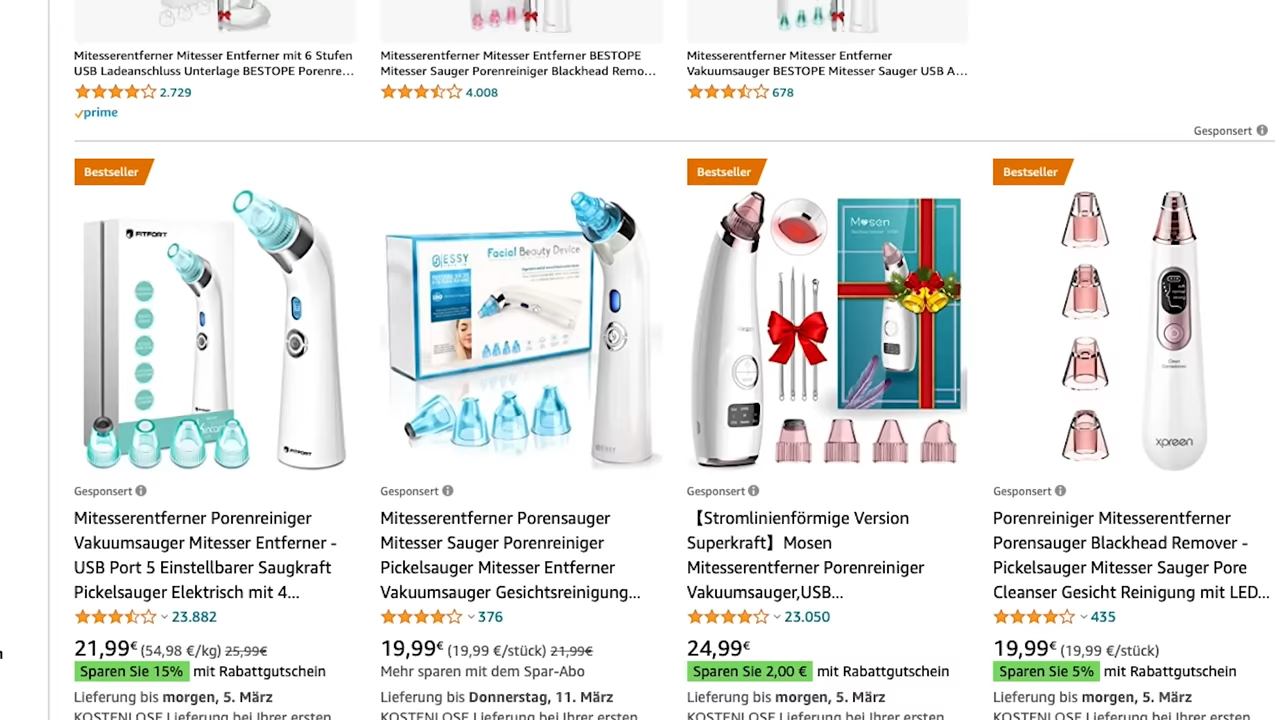 Mitesserentferner Mitesser Entferner mit 6 Stufen
USB Ladeanschluss Unterlage BESTOPE Porenre…
2.729
prime
Mitesserentferner Mitesser Entferner BESTOPE
Mitesser Sauger Porenreiniger Blackhead Remo…
4.008
Mitesserentferner Mitesser Entferner
Vakuumsauger BESTOPE Mitesser Sauger USB A…
678
Gesponsert
Bestseller
FITFORT
FITFORT
Gesponsert
Mitesserentferner Porenreiniger
Vakuumsauger Mitesser Entferner -
USB Port 5 Einstellbarer Saugkraft
Pickelsauger Elektrisch mit 4…
23.882
21,99€ (54,98 €/kg) 25,99€
Sparen Sie 15% mit Rabattgutschein
Lieferung bis morgen, 5. März
KOSTENLOSE Lieferung bei Ihrer ersten
ESSY
Facial Beauty Device
ESSY
Gesponsert
Mitesserentferner Porensauger
Mitesser Sauger Porenreiniger
Pickelsauger Mitesser Entferner
Vakuumsauger Gesichtsreinigung…
376
19,99€ (19,99 €/stück) 21,99€
Mehr sparen mit dem Spar-Abo
Lieferung bis Donnerstag, 11. März
KOSTENLOSE Lieferung bei Ihrer ersten
Bestseller
Mosen
Gesponsert
【Stromlinienförmige Version
Superkraft】Mosen
Mitesserentferner Porenreiniger
Vakuumsauger,USB…
23.050
24,99€
Sparen Sie 2,00 € mit Rabattgutschein
Lieferung bis morgen, 5. März
KOSTENLOSE Lieferung bei Ihrer ersten
Bestseller
xpreen
Gesponsert
Porenreiniger Mitesserentferner
Porensauger Blackhead Remover -
Pickelsauger Mitesser Sauger Pore
Cleanser Gesicht Reinigung mit LED…
435
19,99€ (19,99 €/stück)
Sparen Sie 5% mit Rabattgutschein
Lieferung bis morgen, 5. März
KOSTENLOSE Lieferung bei Ihrer ersten